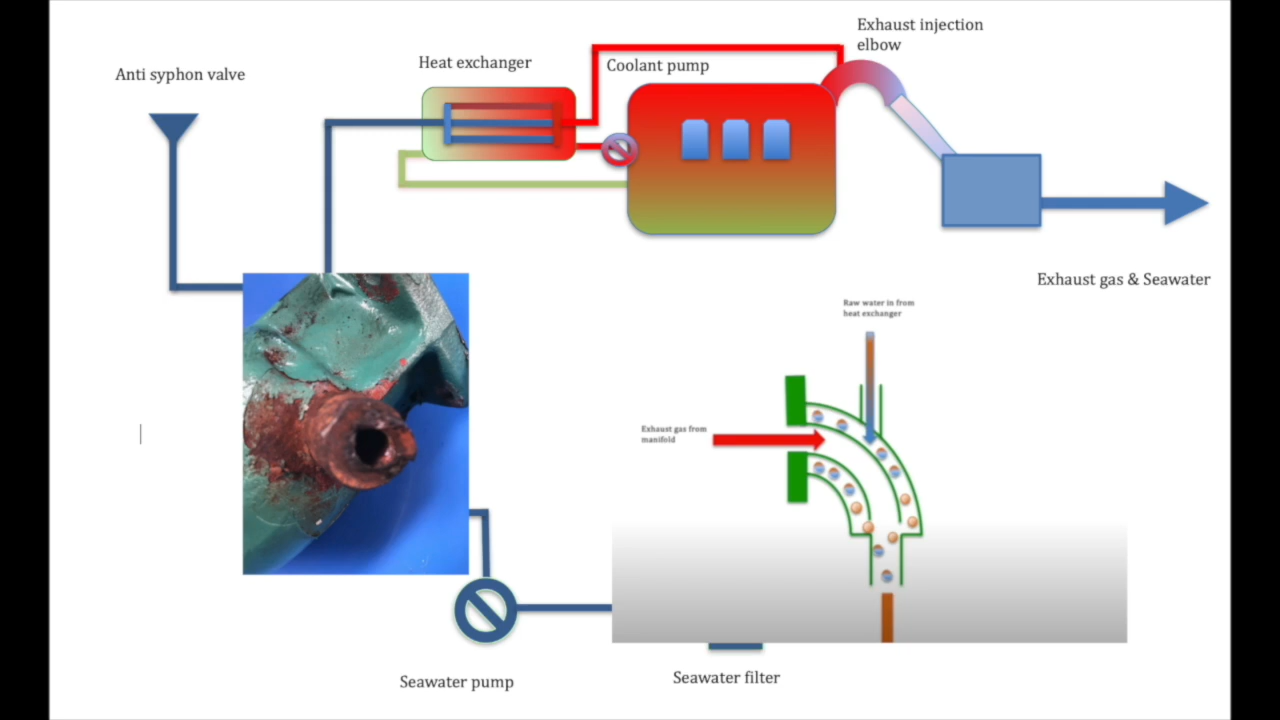 Exhaust injection
elbow
Heat exchanger
Coolant pump
Anti syphon valve
Exhaust gas & Seawater
Raw water in from
heat exchanger
Exhaust gas from
manifold
Seawater pump
Seawater filter